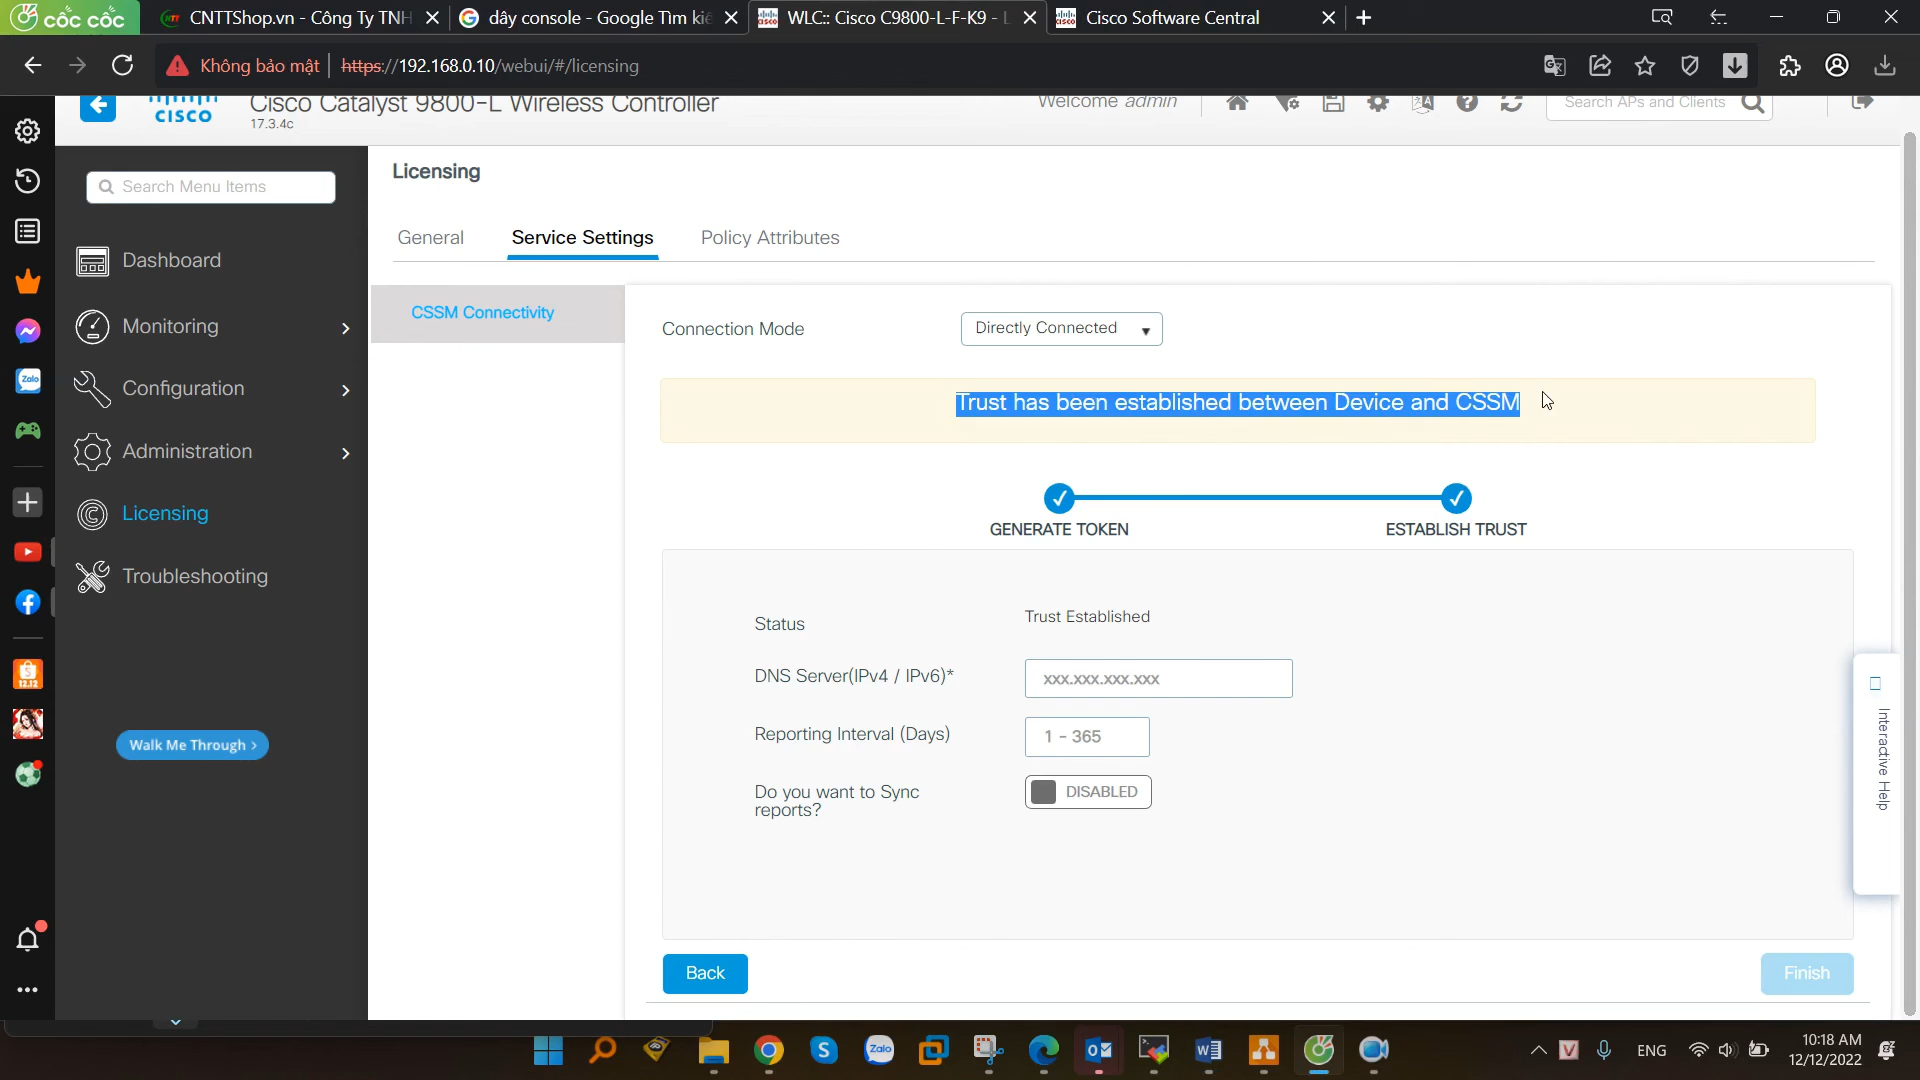 cốc cốc
CNTTShop.vn - Công Ty TNH
dây console - Google Tìm kiế
WLC:: Cisco C9800-L-F-K9 - L
Cisco Software Central
Không bảo mật
https://192.168.0.10/webui/#/licensing
CISCO
Cisco Catalyst 9800-L Wireless Controller
17.3.4c
Welcome admin
Search APs and Clients
Search Menu Items
Dashboard
Monitoring
Configuration
Administration
Licensing
Troubleshooting
Walk Me Through >
Licensing
General
Service Settings
Policy Attributes
CSSM Connectivity
Connection Mode
Directly Connected
Trust has been established between Device and CSSM
GENERATE TOKEN
ESTABLISH TRUST
Status
Trust Established
DNS Server(IPv4 / IPv6)*
xxx.xxx.xxx.xxx
Reporting Interval (Days)
1 - 365
Do you want to Sync
reports?
DISABLED
Interactive Help
Back
Finish
Zalo
12.12
Zalo
ENG
10:18 AM
12/12/2022